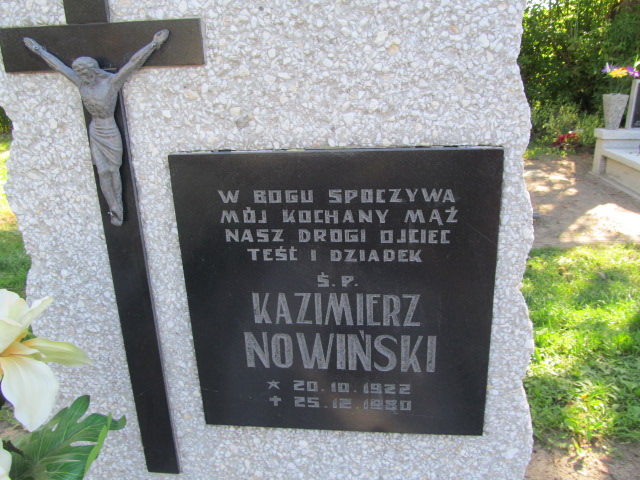 W BOGU SPOCZYWA
MÓJ KOCHANY MĄŻ
NASZ DROGI OJCIEC
TEŚĆ I DZIADEK
Ś.P.
KAZIMIERZ
NOWIŃSKI
* 20.10.1922
✝ 25.12.1980